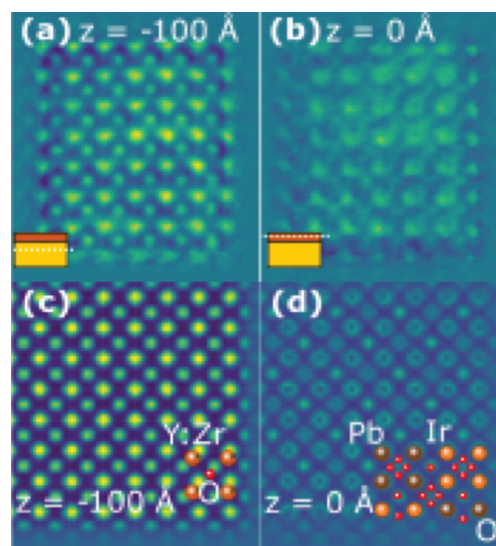 (a) z = -100 Å
(b) z = 0 Å
(c)
(d)
Y:Zr
O
z = -100 Å
Pb Ir
z = 0 Å
O